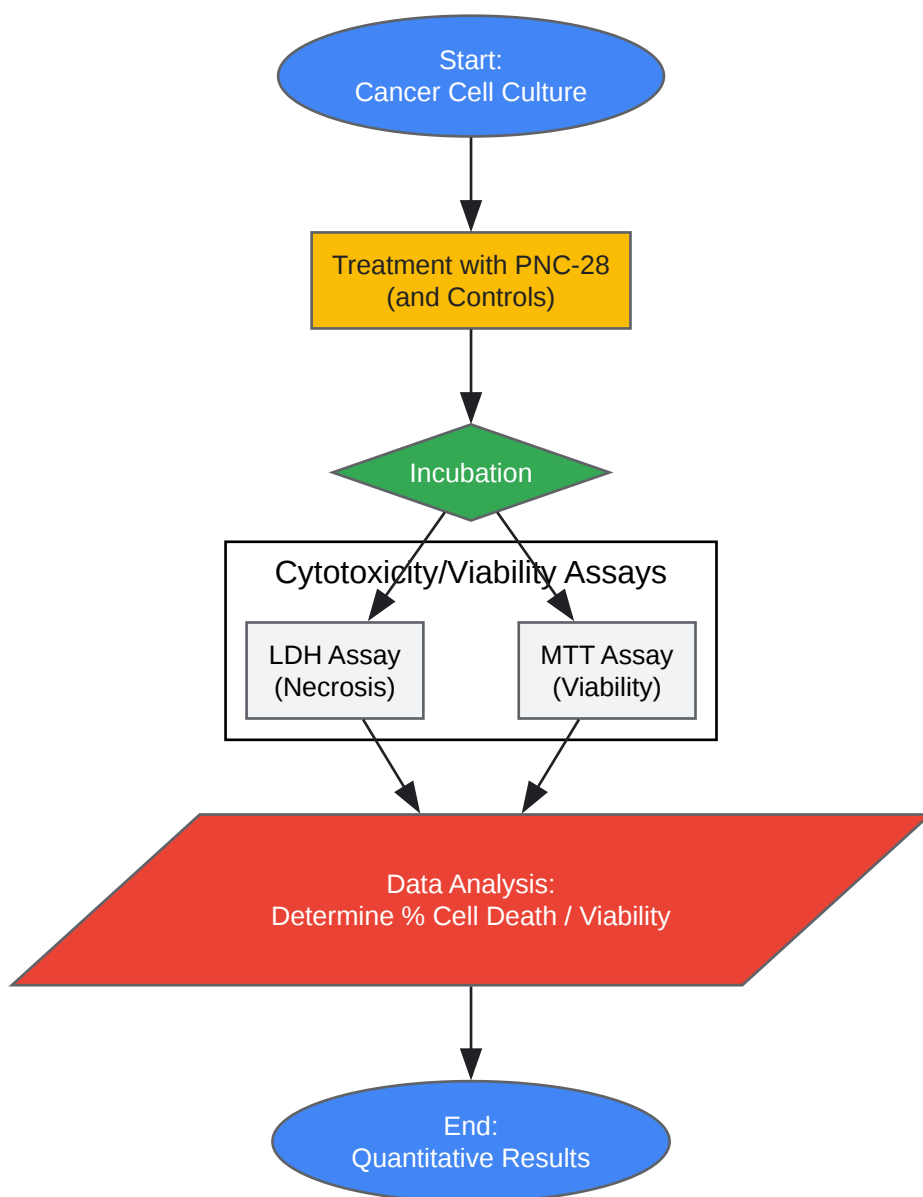 Start:
Cancer Cell Culture
Treatment with PNC-28
(and Controls)
Incubation
Cytotoxicity/Viability Assays
LDH Assay
(Necrosis)
MTT Assay
(Viability)
Data Analysis:
Determine % Cell Death / Viability
End:
Quantitative Results